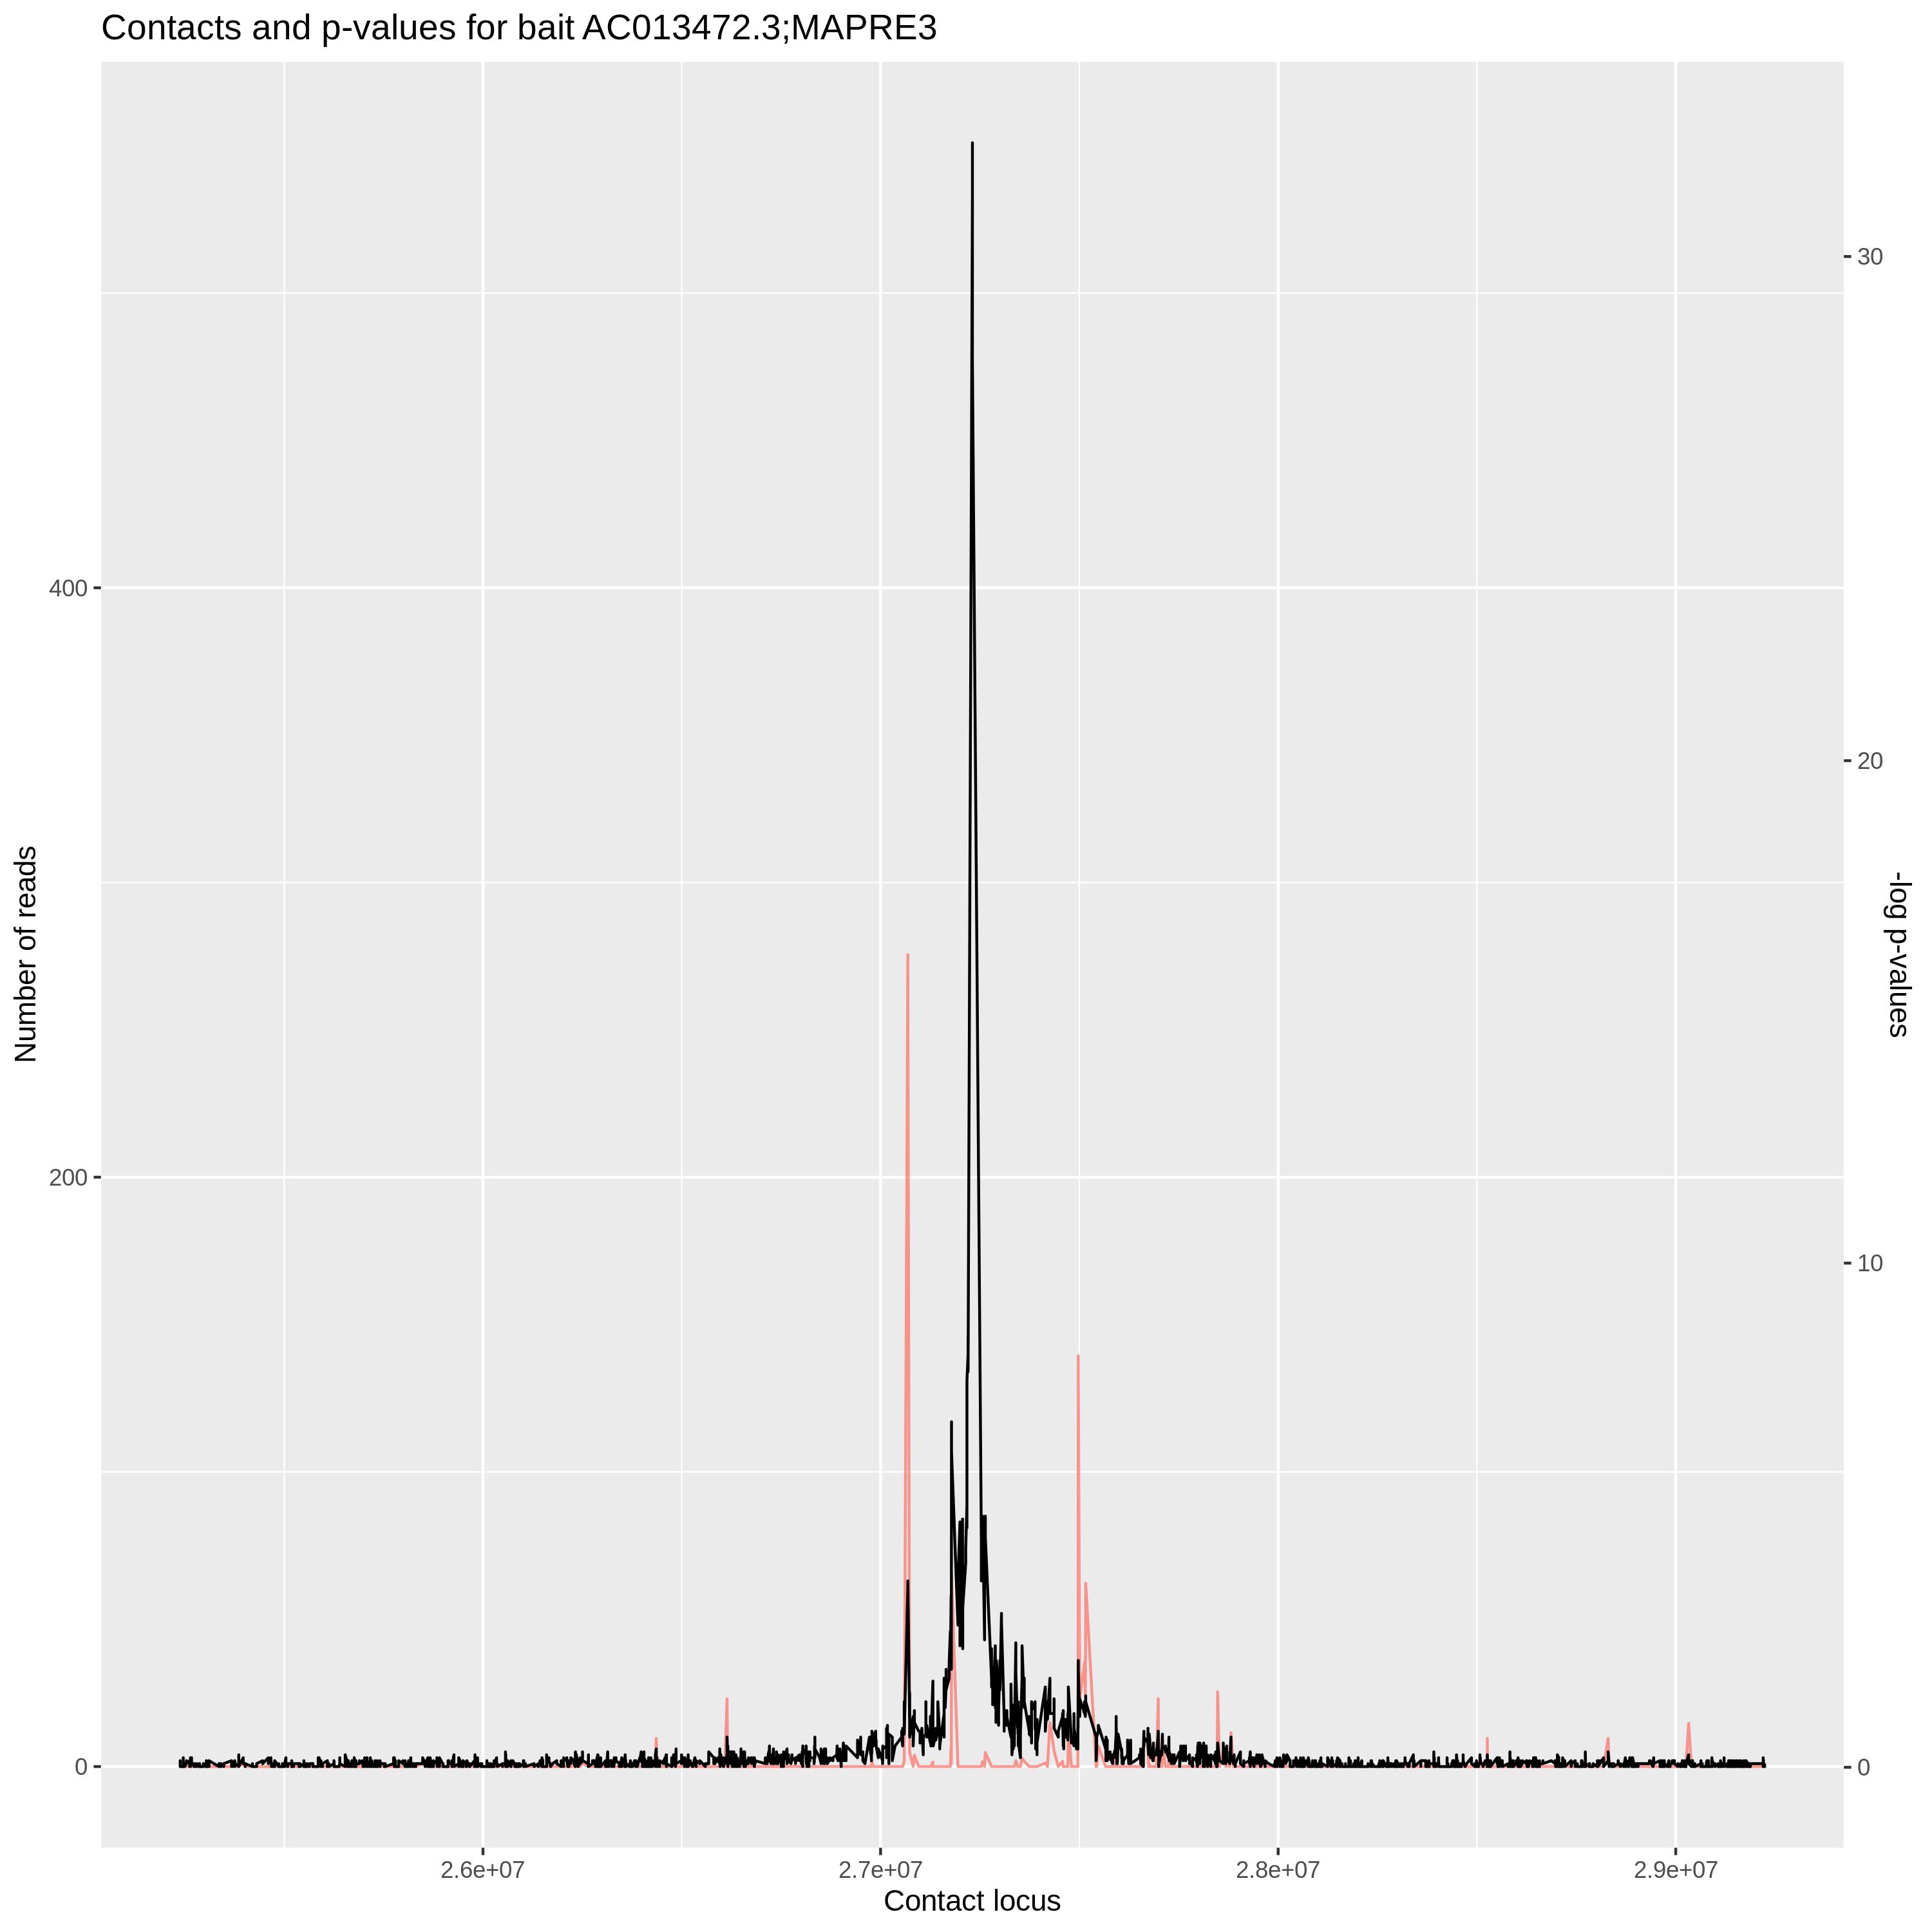 Contacts and p-values for bait AC013472.3;MAPRE3
30
400
20
Number of reads
-log p-values
200
10
0
0
2.6e+07
2.7e+07
2.8e+07
2.9e+07
Contact locus